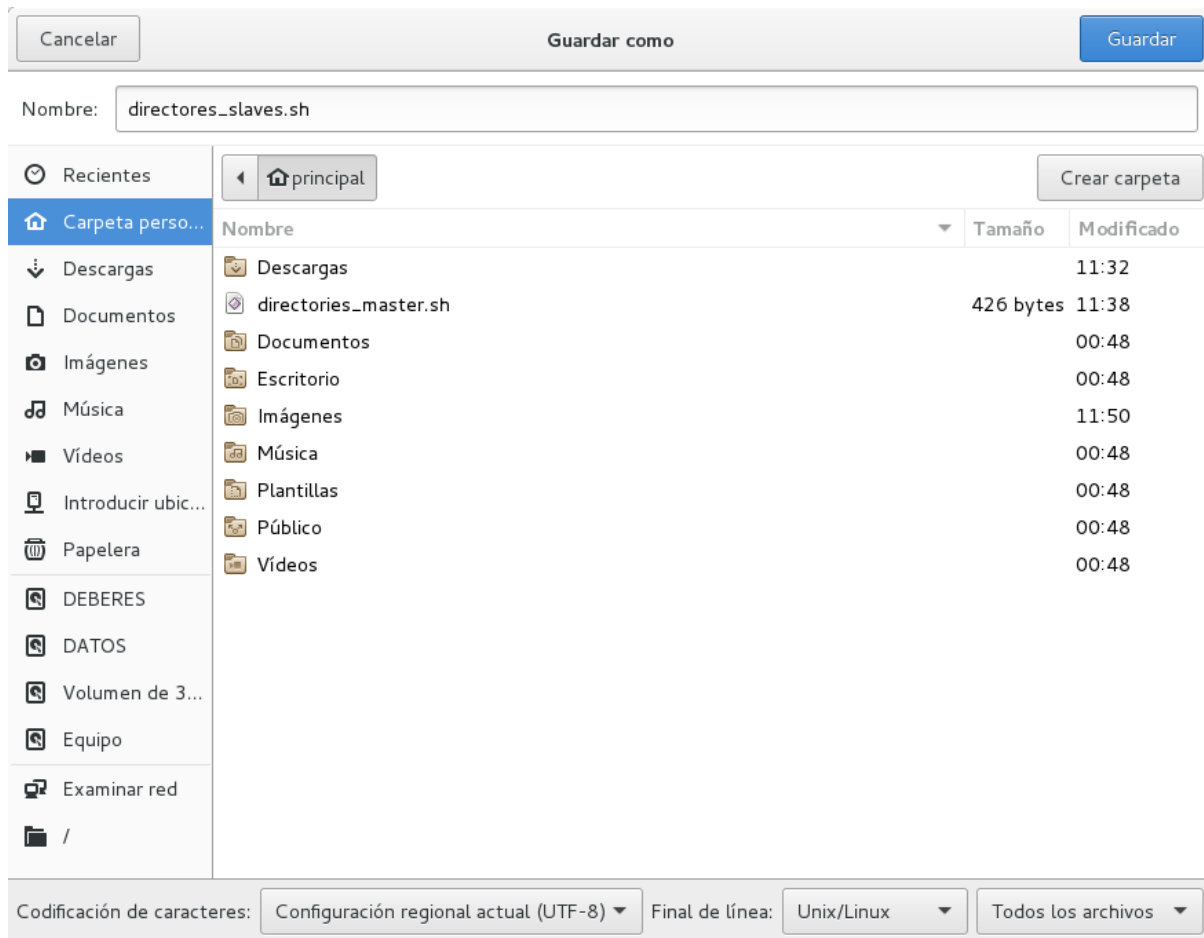 Cancelar Guardar como Guardar
Nombre: directores_slaves.sh
Recientes
Carpeta perso...
Descargas
Documentos
Imágenes
Música
Vídeos
Introducir ubic...
Papelera
DEBERES
DATOS
Volumen de 3...
Equipo
Examinar red
/
principal Crear carpeta
Nombre Tamaño Modificado
Descargas 11:32
directories_master.sh 426 bytes 11:38
Documentos 00:48
Escritorio 00:48
Imágenes 11:50
Música 00:48
Plantillas 00:48
Público 00:48
Vídeos 00:48
Codificación de caracteres: Configuración regional actual (UTF-8) Final de línea: Unix/Linux Todos los archivos